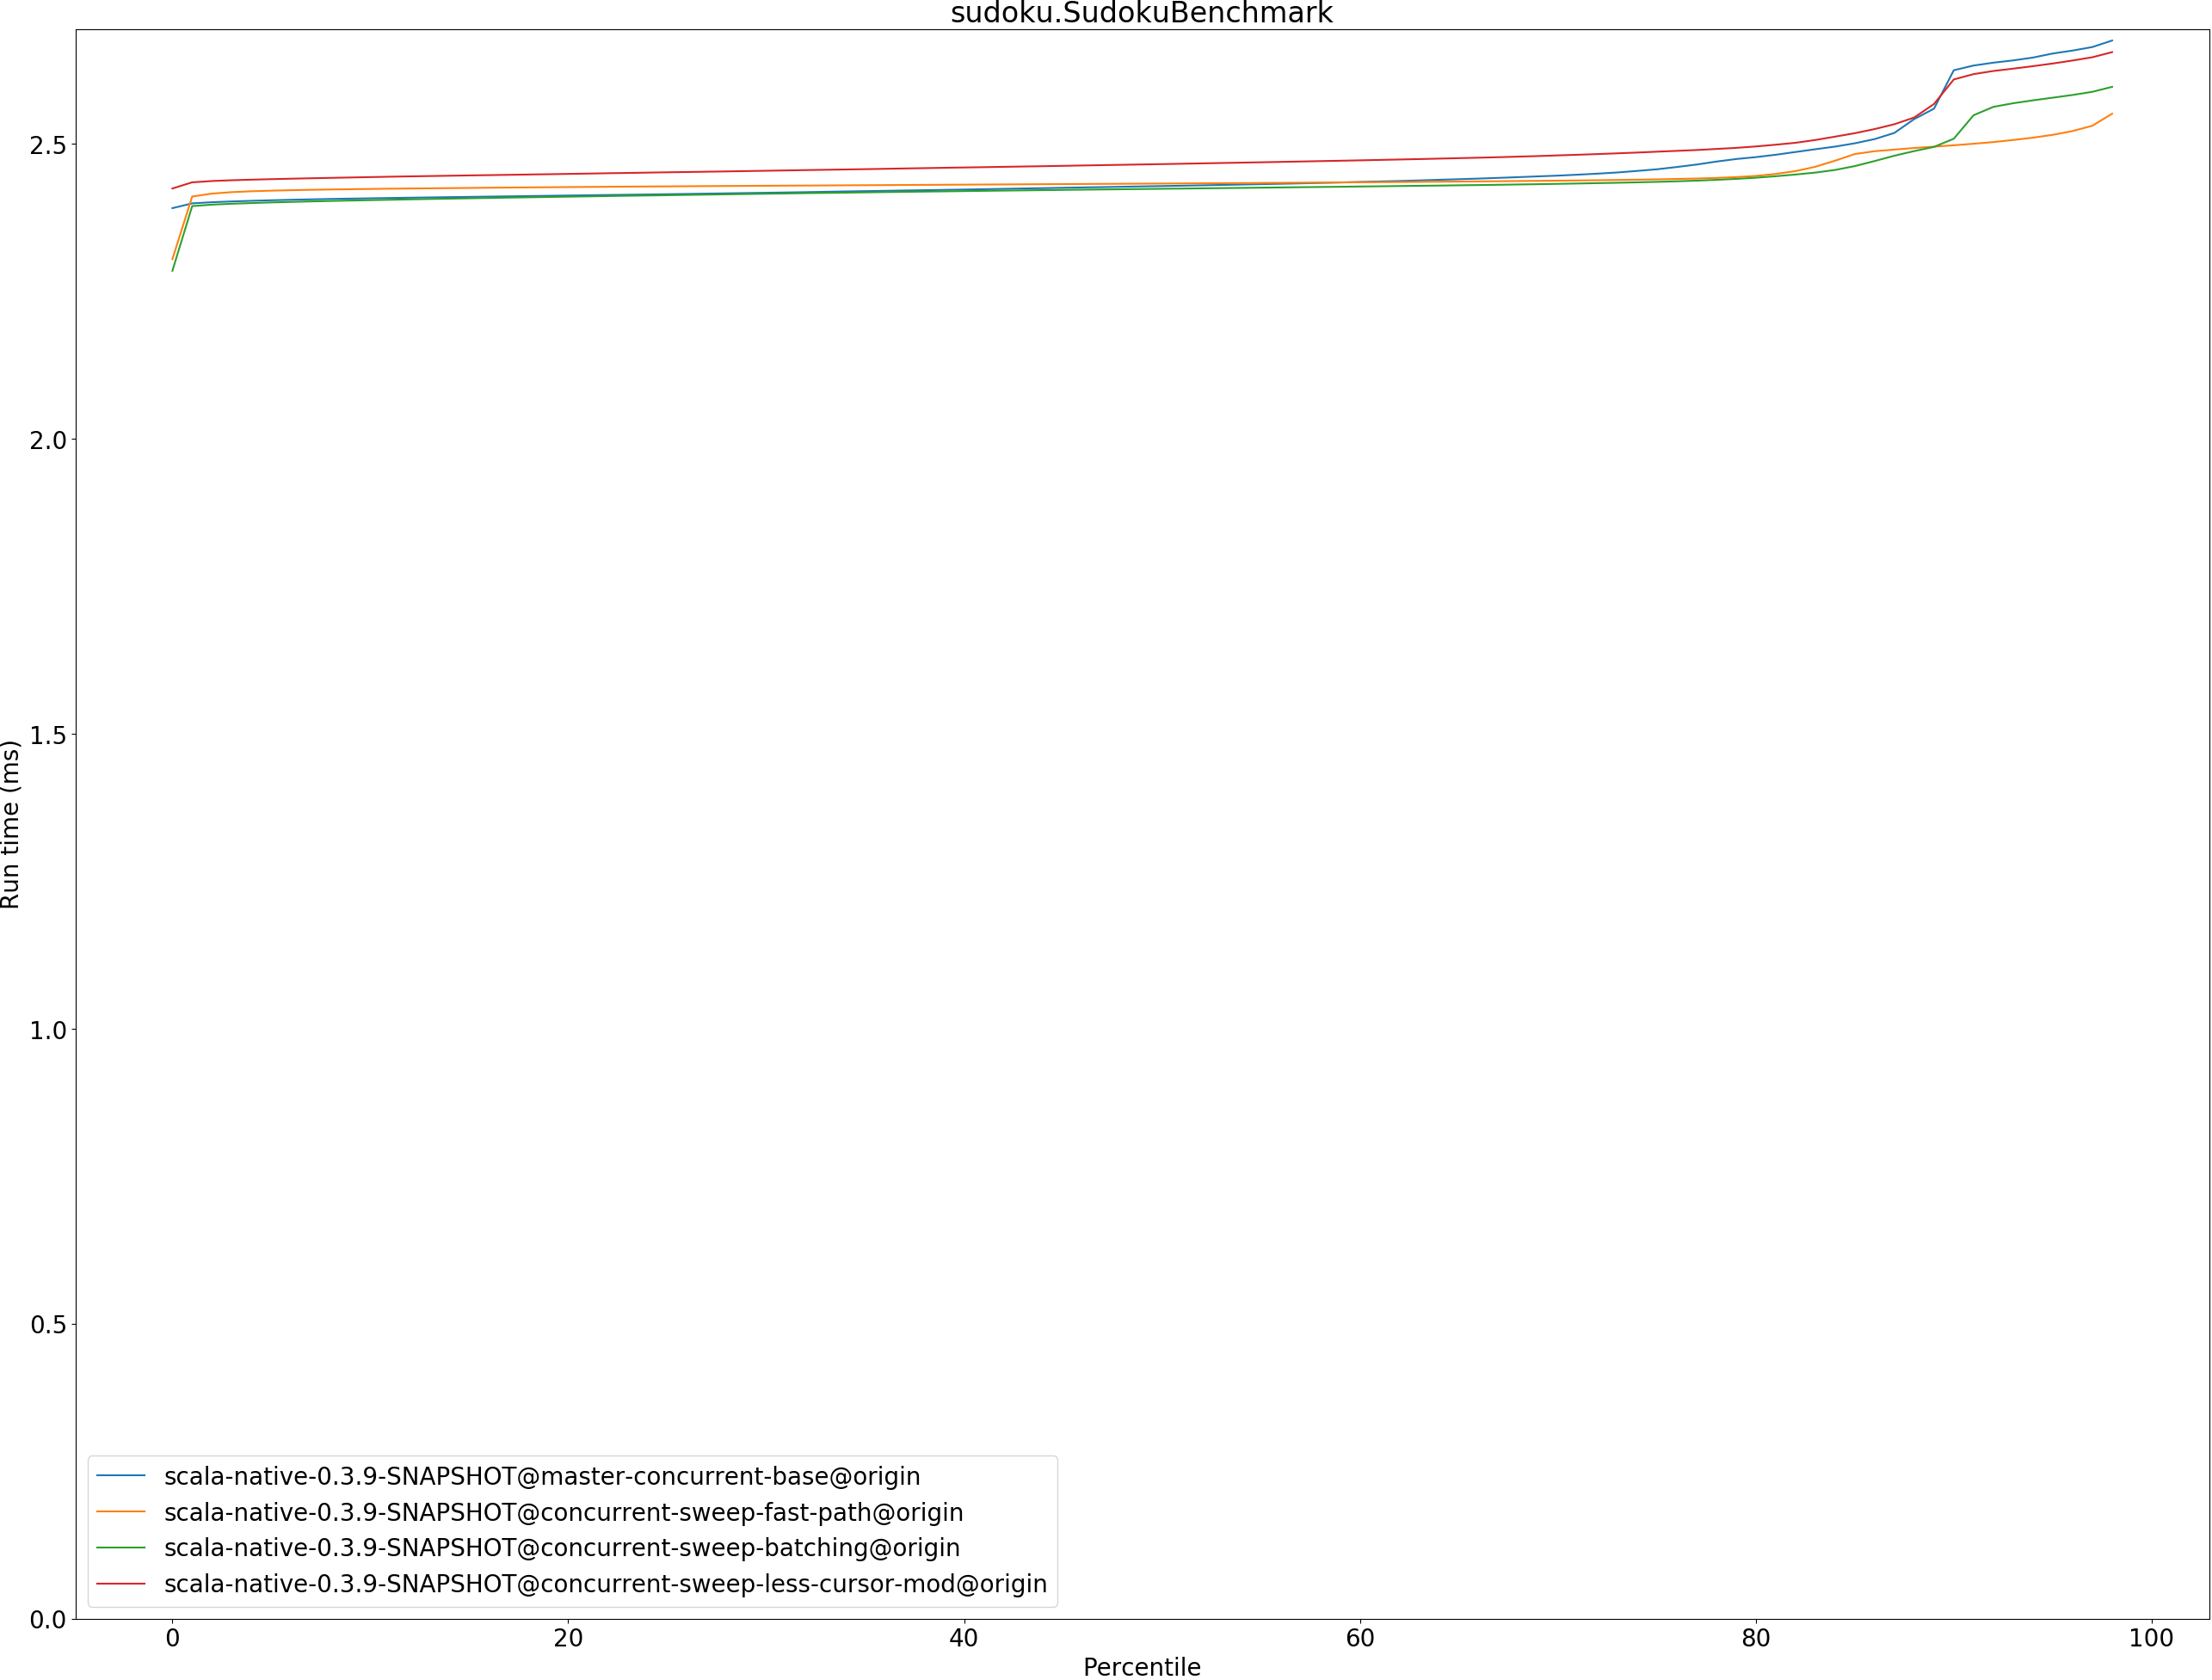 sudoku.SudokuBenchmark
Run time (ms)
2.5
2.0
1.5
1.0
0.5
0.0
scala-native-0.3.9-SNAPSHOT@master-concurrent-base@origin
scala-native-0.3.9-SNAPSHOT@concurrent-sweep-fast-path@origin
scala-native-0.3.9-SNAPSHOT@concurrent-sweep-batching@origin
scala-native-0.3.9-SNAPSHOT@concurrent-sweep-less-cursor-mod@origin
0 20 40 60 80 100
Percentile